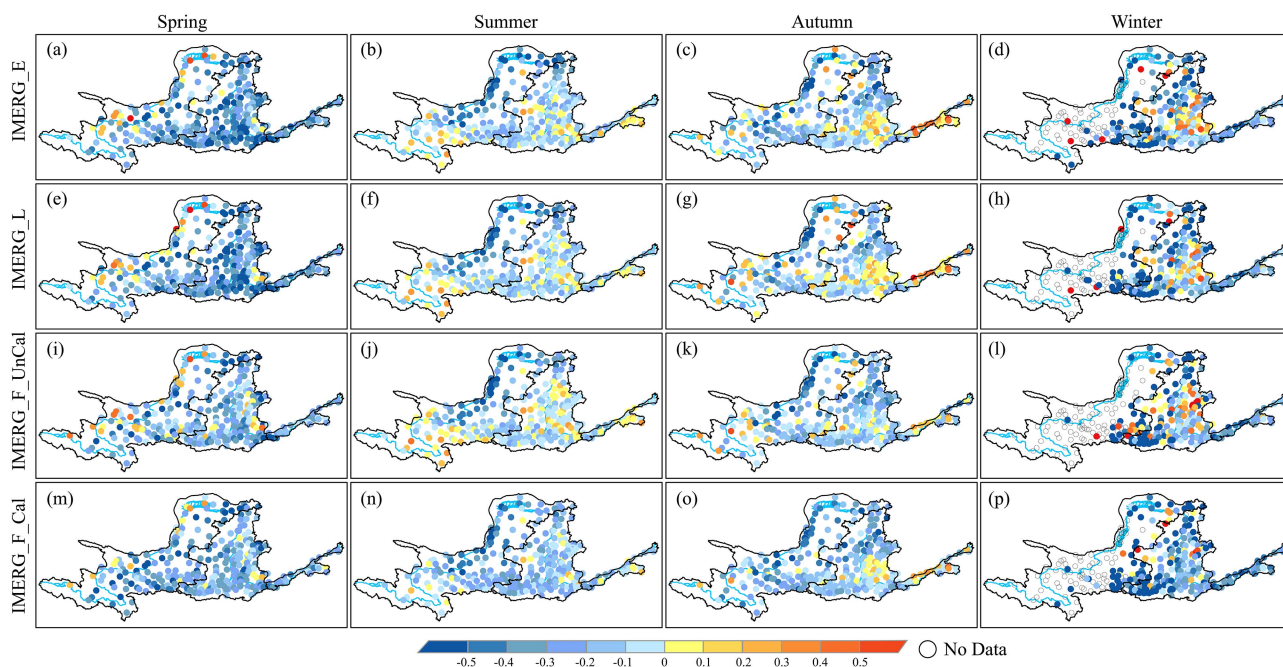 Spring Summer Autumn Winter
IMERG_E
(a) (b) (c) (d)
IMERG_L
(e) (f) (g) (h)
IMERG_F_UnCal
(i) (j) (k) (l)
IMERG_F_Cal
(m) (n) (o) (p)
No Data
-0.5 -0.4 -0.3 -0.2 -0.1 0 0.1 0.2 0.3 0.4 0.5